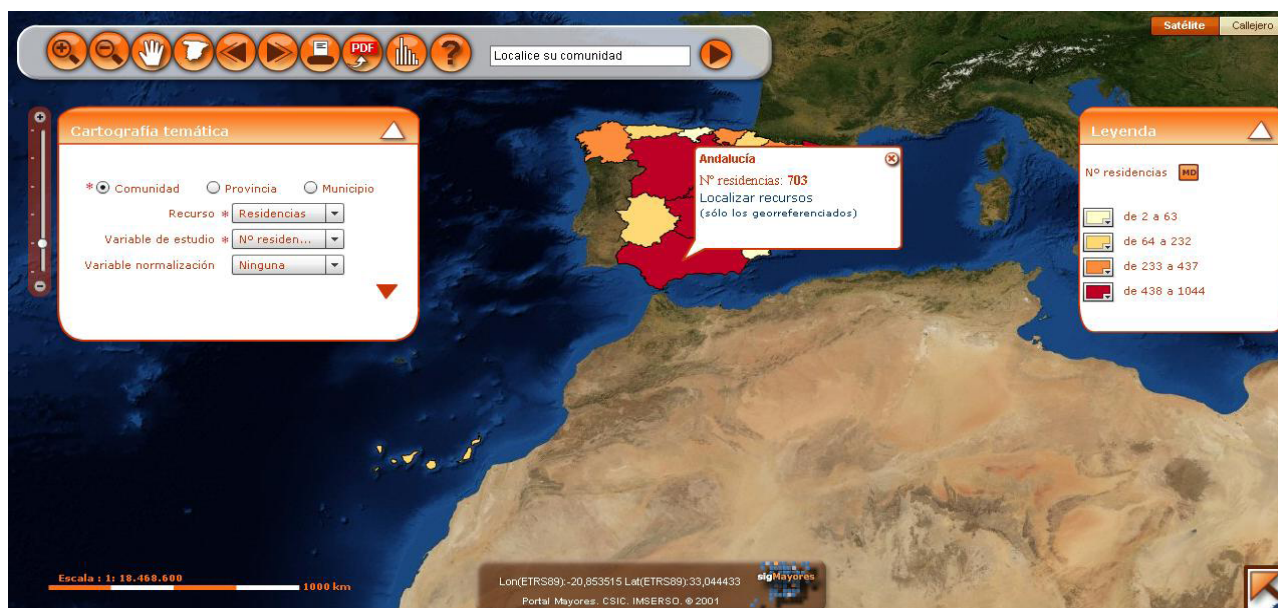 Satélite Callejero
PDF
?
Localice su comunidad
Cartografía temática
* Comunidad Provincia Municipio
Recurso * Residencias
Variable de estudio * Nº residen...
Variable normalización Ninguna
Andalucía
Nº residencias: 703
Localizar recursos
(sólo los georreferenciados)
Leyenda
Nº residencias MD
de 2 a 63
de 64 a 232
de 233 a 437
de 438 a 1044
Escala : 1: 18.468.600
1000 km
Lon(ETRS89):-20,853515 Lat(ETRS89):33,044433
Portal Mayores. CSIC. IMSERSO. © 2001
sigMayores